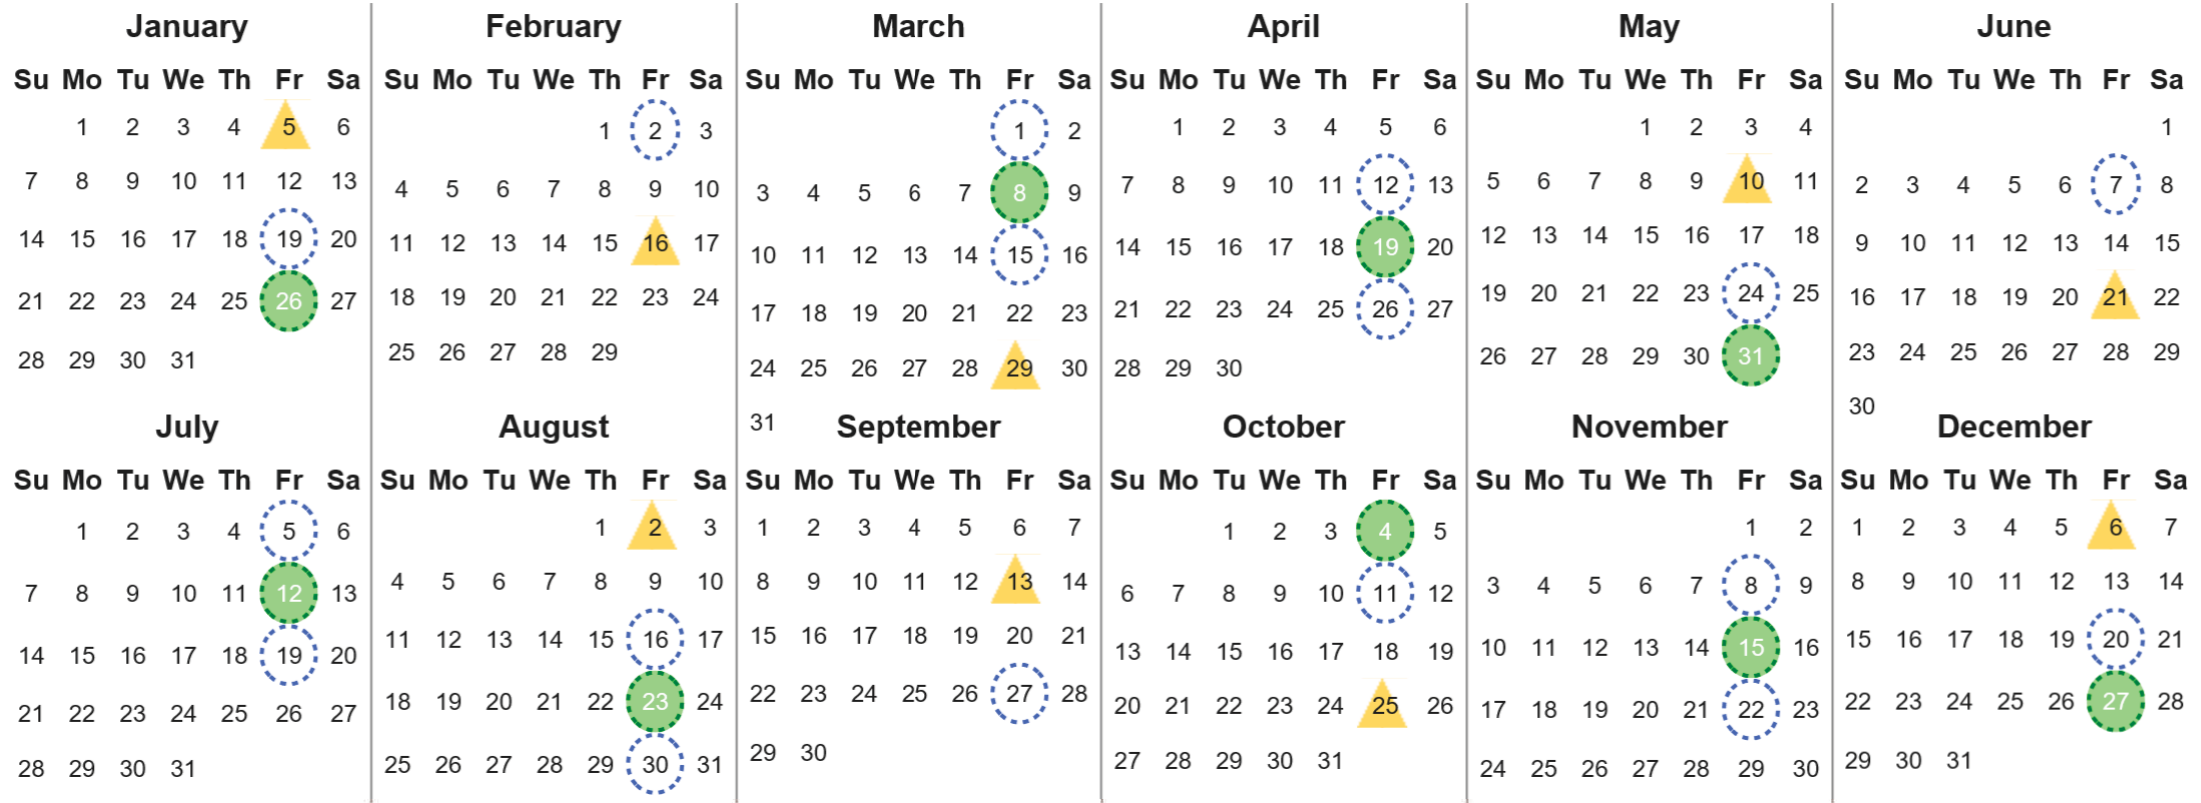 January
Su Mo Tu We Th Fr Sa
1 2 3 4 5 6
7 8 9 10 11 12 13
14 15 16 17 18 19 20
21 22 23 24 25 26 27
28 29 30 31
February
Su Mo Tu We Th Fr Sa
1 2 3
4 5 6 7 8 9 10
11 12 13 14 15 16 17
18 19 20 21 22 23 24
25 26 27 28 29
March
Su Mo Tu We Th Fr Sa
1 2
3 4 5 6 7 8 9
10 11 12 13 14 15 16
17 18 19 20 21 22 23
24 25 26 27 28 29 30
31
April
Su Mo Tu We Th Fr Sa
1 2 3 4 5 6
7 8 9 10 11 12 13
14 15 16 17 18 19 20
21 22 23 24 25 26 27
28 29 30
May
Su Mo Tu We Th Fr Sa
1 2 3 4
5 6 7 8 9 10 11
12 13 14 15 16 17 18
19 20 21 22 23 24 25
26 27 28 29 30 31
June
Su Mo Tu We Th Fr Sa
1
2 3 4 5 6 7 8
9 10 11 12 13 14 15
16 17 18 19 20 21 22
23 24 25 26 27 28 29
30
July
Su Mo Tu We Th Fr Sa
1 2 3 4 5 6
7 8 9 10 11 12 13
14 15 16 17 18 19 20
21 22 23 24 25 26 27
28 29 30 31
August
Su Mo Tu We Th Fr Sa
1 2 3
4 5 6 7 8 9 10
11 12 13 14 15 16 17
18 19 20 21 22 23 24
25 26 27 28 29 30 31
September
Su Mo Tu We Th Fr Sa
1 2 3 4 5 6 7
8 9 10 11 12 13 14
15 16 17 18 19 20 21
22 23 24 25 26 27 28
29 30
October
Su Mo Tu We Th Fr Sa
1 2 3 4 5
6 7 8 9 10 11 12
13 14 15 16 17 18 19
20 21 22 23 24 25 26
27 28 29 30 31
November
Su Mo Tu We Th Fr Sa
1 2
3 4 5 6 7 8 9
10 11 12 13 14 15 16
17 18 19 20 21 22 23
24 25 26 27 28 29 30
December
Su Mo Tu We Th Fr Sa
1 2 3 4 5 6 7
8 9 10 11 12 13 14
15 16 17 18 19 20 21
22 23 24 25 26 27 28
29 30 31